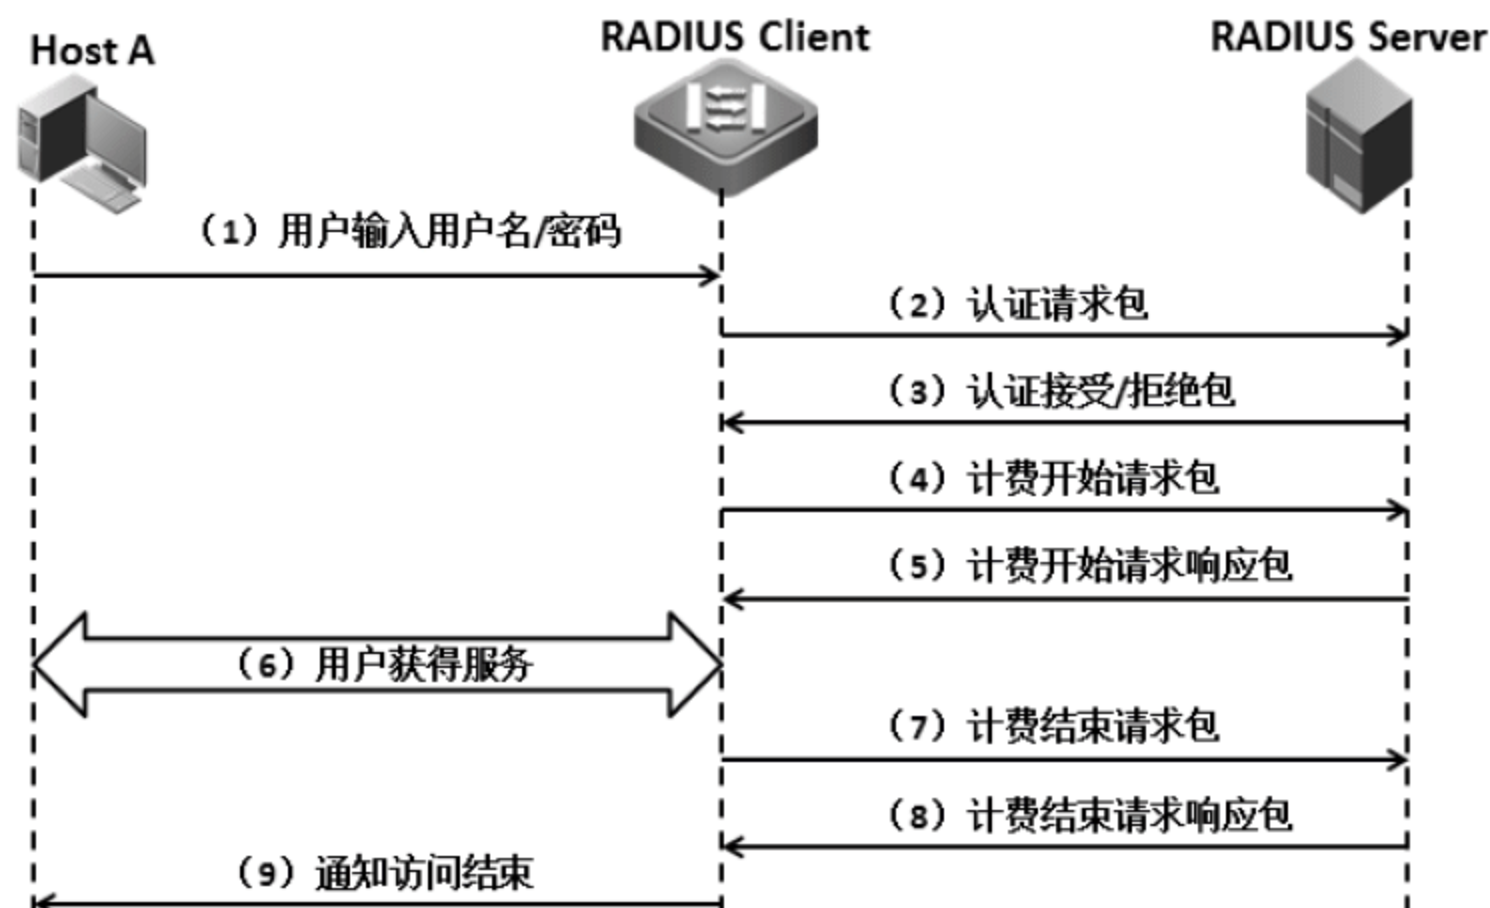 Host A
RADIUS Client
RADIUS Server
（1）用户输入用户名/密码
（2）认证请求包
（3）认证接受/拒绝包
（4）计费开始请求包
（5）计费开始请求响应包
（6）用户获得服务
（7）计费结束请求包
（8）计费结束请求响应包
（9）通知访问结束